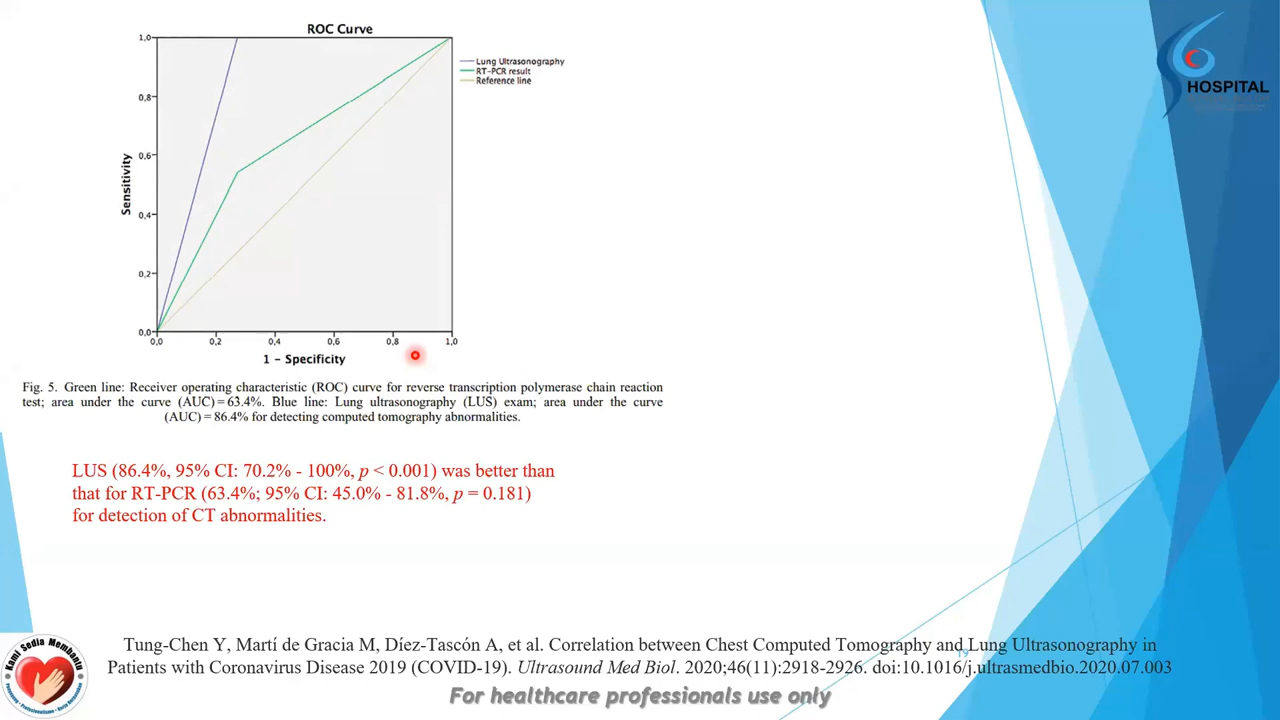 ROC Curve
1,0
0,8
0,6
0,4
0,2
0,0
Sensitivity
0,0 0,2 0,4 0,6 0,8 1,0
1 - Specificity
Lung Ultrasonography
RT-PCR result
Reference line
HOSPITAL
Fig. 5. Green line: Receiver operating characteristic (ROC) curve for reverse transcription polymerase chain reaction
test; area under the curve (AUC) = 63.4%. Blue line: Lung ultrasonography (LUS) exam; area under the curve
(AUC) = 86.4% for detecting computed tomography abnormalities.
LUS (86.4%, 95% CI: 70.2% - 100%, p < 0.001) was better than
that for RT-PCR (63.4%; 95% CI: 45.0% - 81.8%, p = 0.181)
for detection of CT abnormalities.
Kami Sedia Membantu
Tung-Chen Y, Martí de Gracia M, Díez-Tascón A, et al. Correlation between Chest Computed Tomography and Lung Ultrasonography in
Patients with Coronavirus Disease 2019 (COVID-19). Ultrasound Med Biol. 2020;46(11):2918-2926. doi:10.1016/j.ultrasmedbio.2020.07.003
19
For healthcare professionals use only